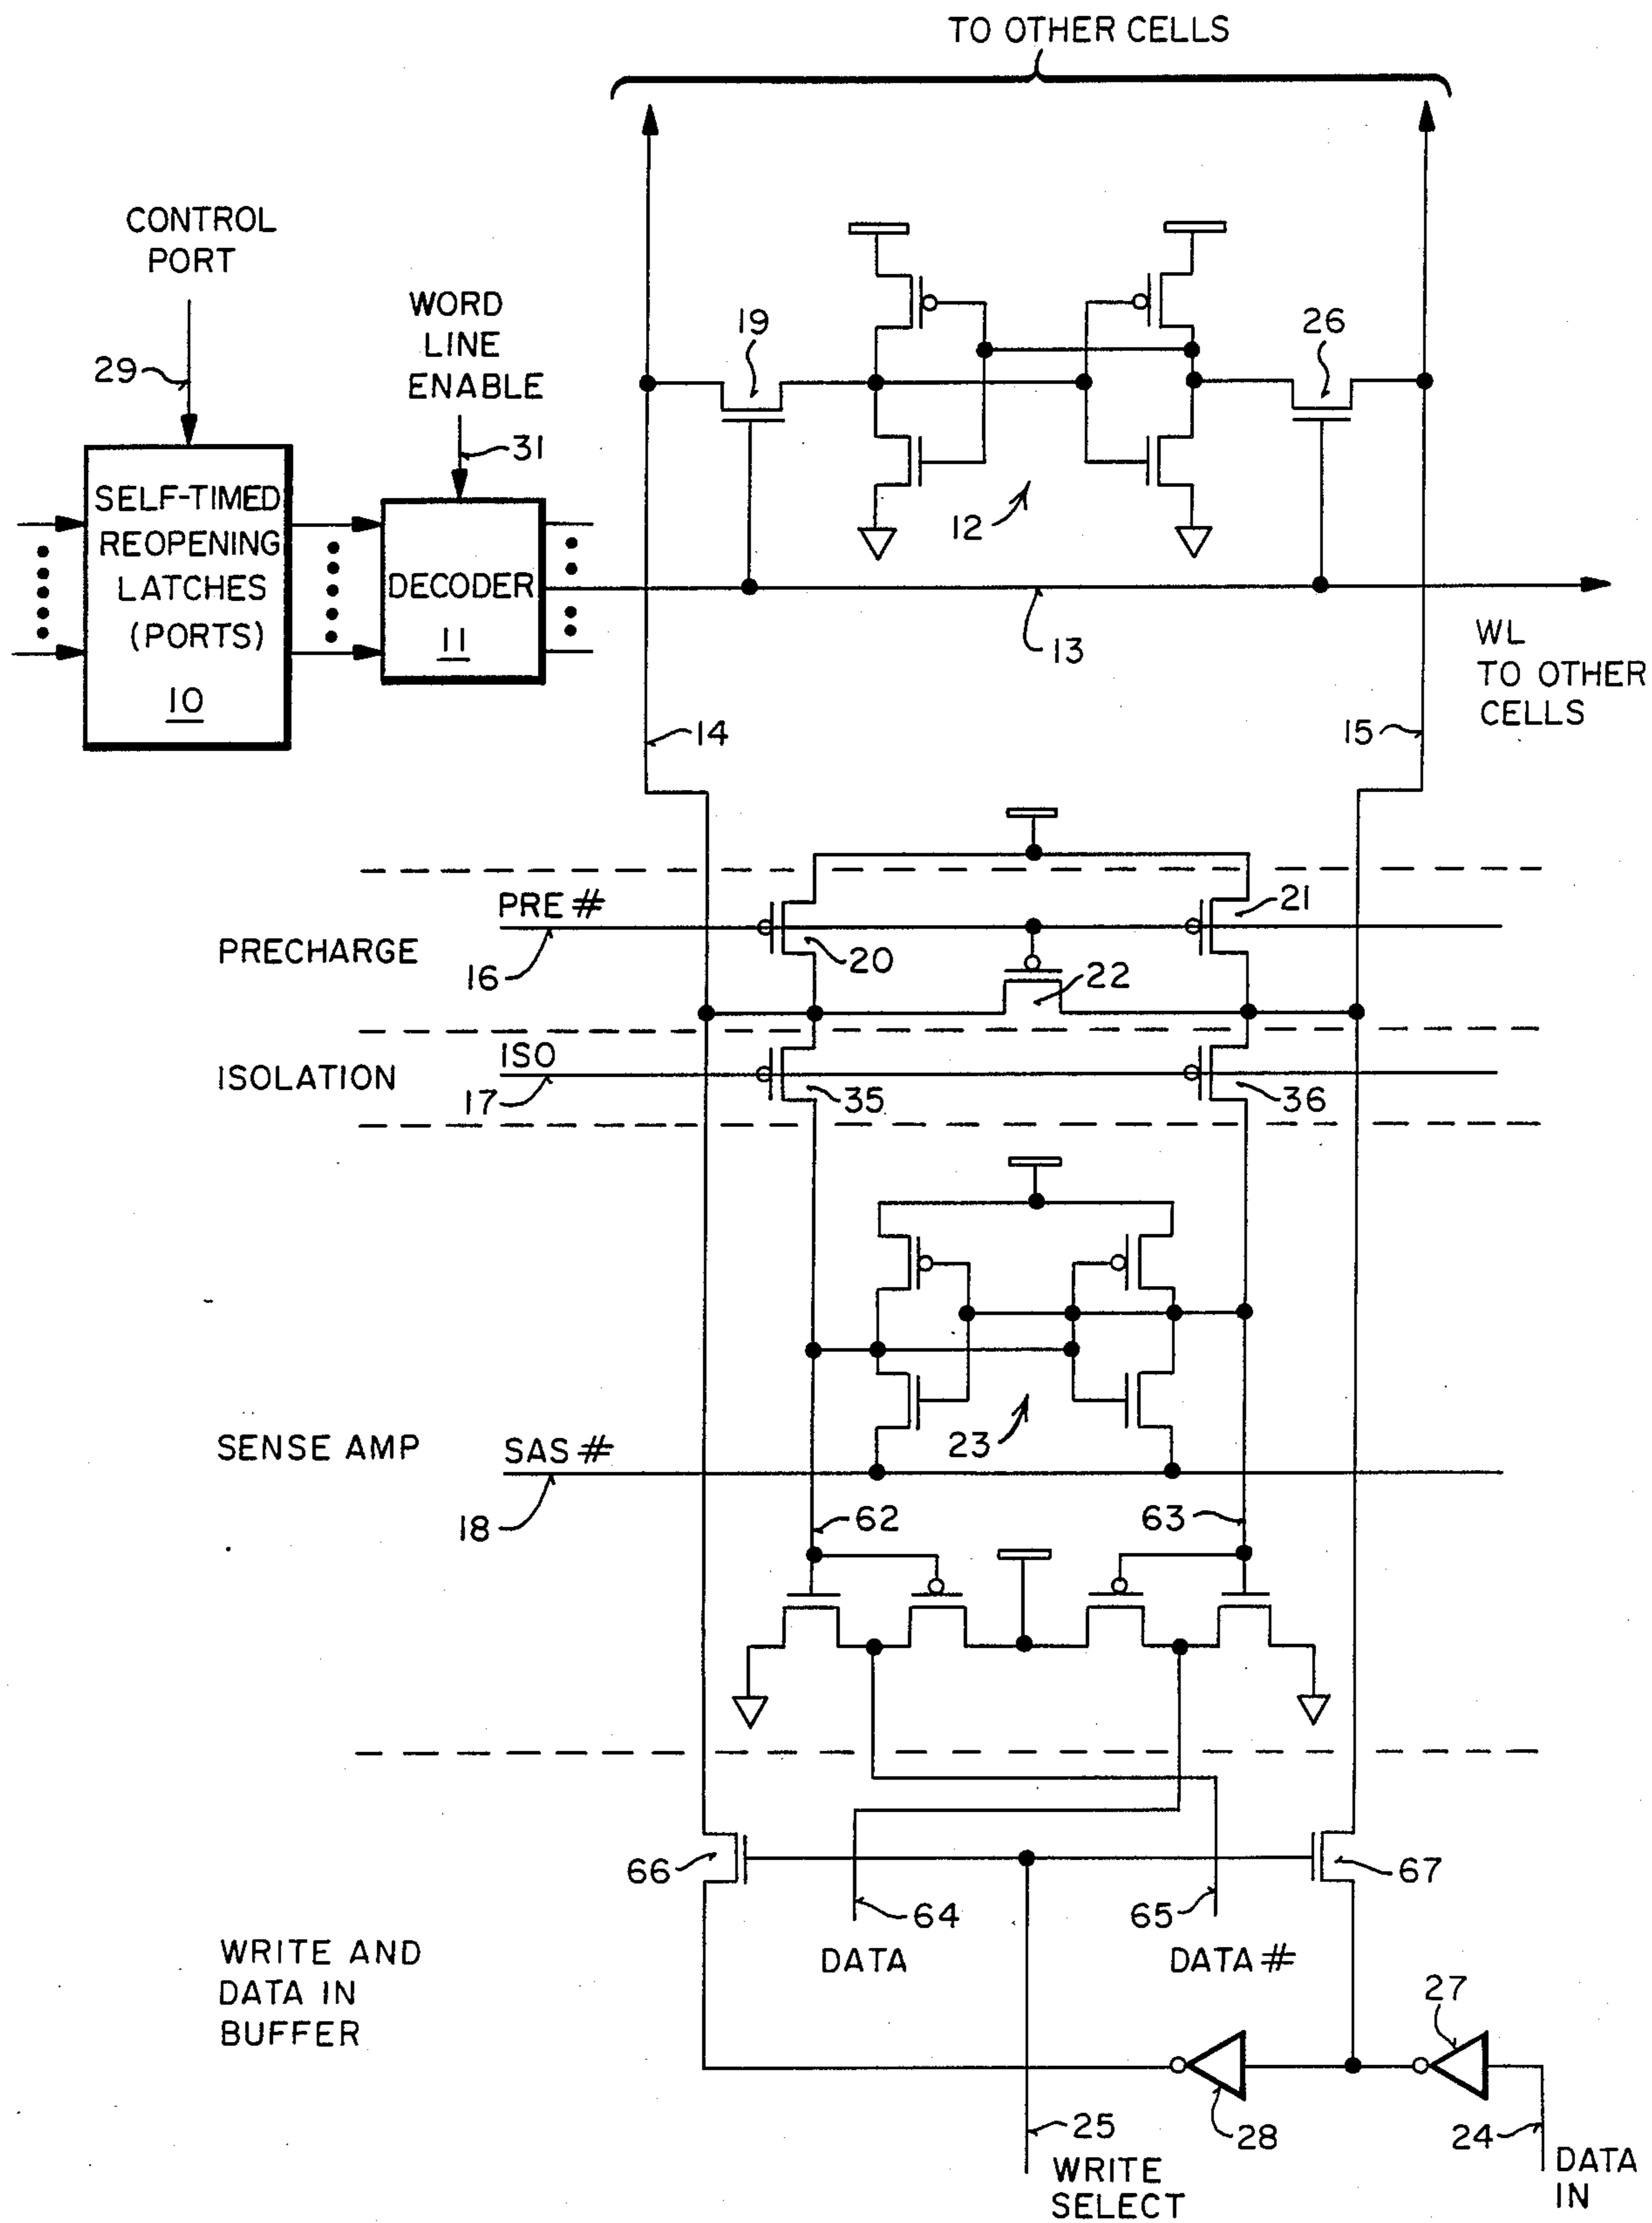 TO OTHER CELLS
CONTROL
PORT
29
WORD
LINE
ENABLE
31
19
26
SELF-TIMED
REOPENING
LATCHES
(PORTS)
10
DECODER
11
12
13
WL
TO OTHER
CELLS
14
15
PRECHARGE
PRE#
16
20
21
22
ISOLATION
ISO
17
35
36
SENSE AMP
SAS#
18
23
62
63
66
67
64
65
DATA
DATA#
WRITE AND
DATA IN
BUFFER
27
28
25
WRITE
SELECT
24
DATA
IN